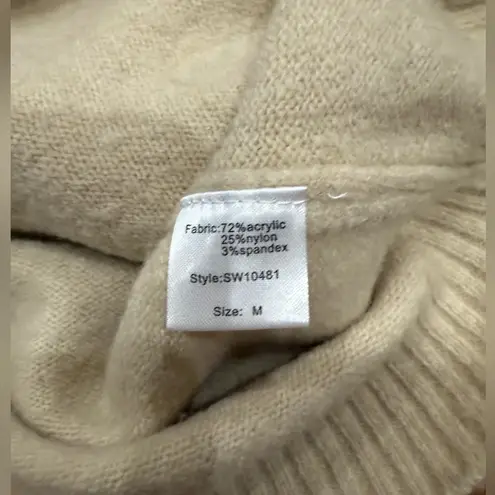 Fabric:72%acrylic
25%nylon
3%spandex
Style:SW10481
Size: M